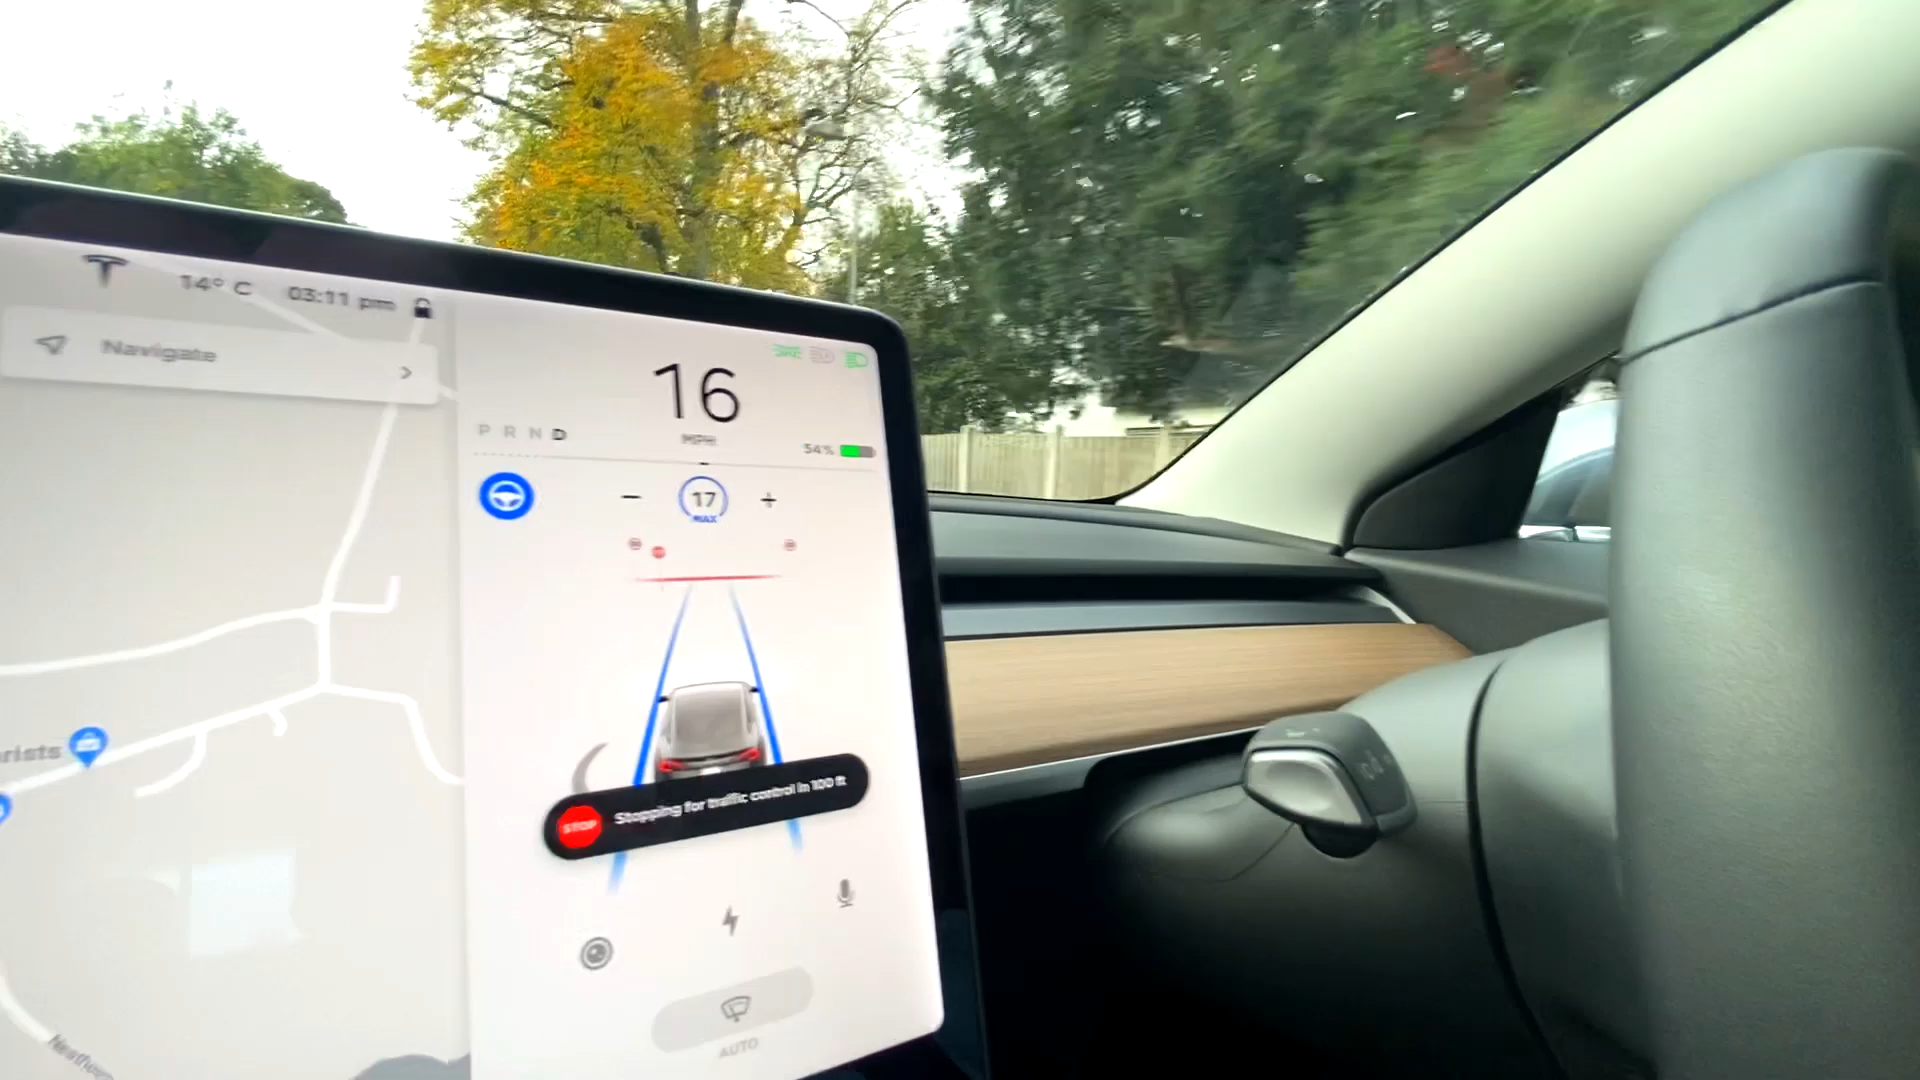 14° C 03:11 pm
Navigate
16
MPH
P R N D
54%
17
MAX
STOP
Stopping for traffic control in 100 ft
AUTO